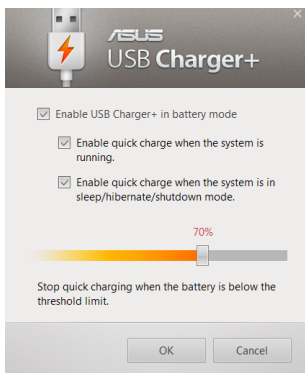 ASUS
USB Charger+
Enable USB Charger+ in battery mode
Enable quick charge when the system is
running.
Enable quick charge when the system is in
sleep/hibernate/shutdown mode.
70%
Stop quick charging when the battery is below the
threshold limit.
OK
Cancel